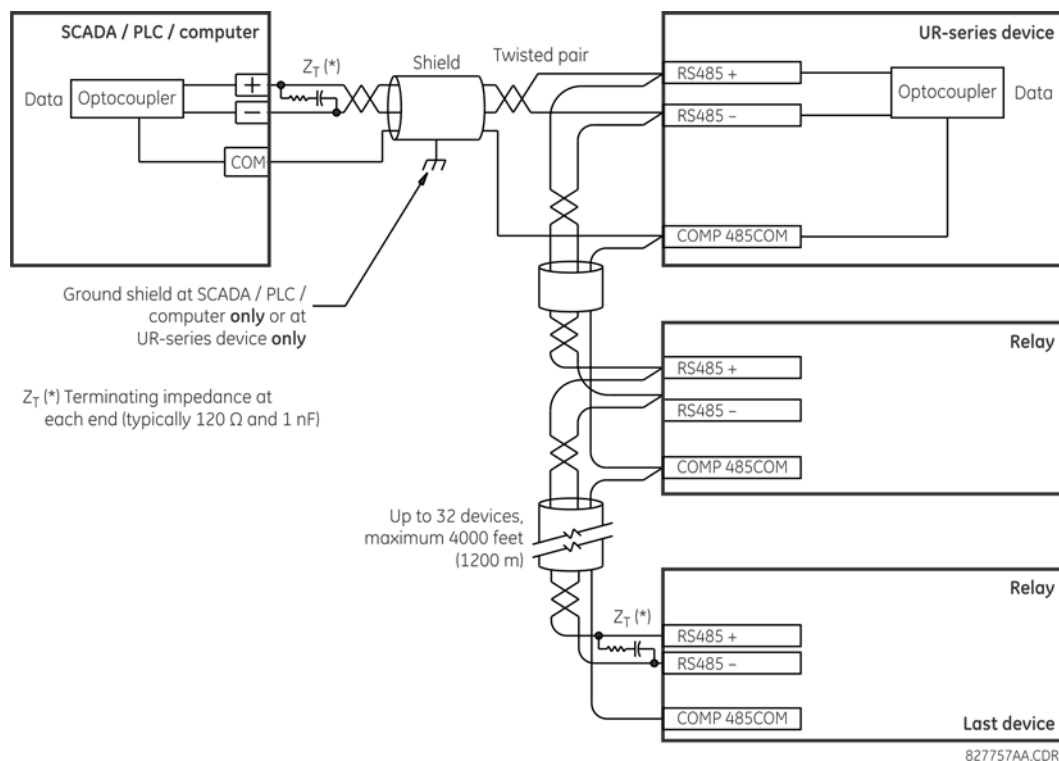 SCADA / PLC / computer
Data
Optocoupler
+
−
COM
Z_T (*)
Shield
Twisted pair
UR-series device
RS485 +
RS485 −
Optocoupler
Data
COMP 485COM
Ground shield at SCADA / PLC /
computer only or at
UR-series device only
Z_T (*) Terminating impedance at
each end (typically 120 Ω and 1 nF)
Relay
RS485 +
RS485 −
COMP 485COM
Up to 32 devices,
maximum 4000 feet
(1200 m)
Relay
Z_T (*)
RS485 +
RS485 −
COMP 485COM
Last device
827757AA.CDR